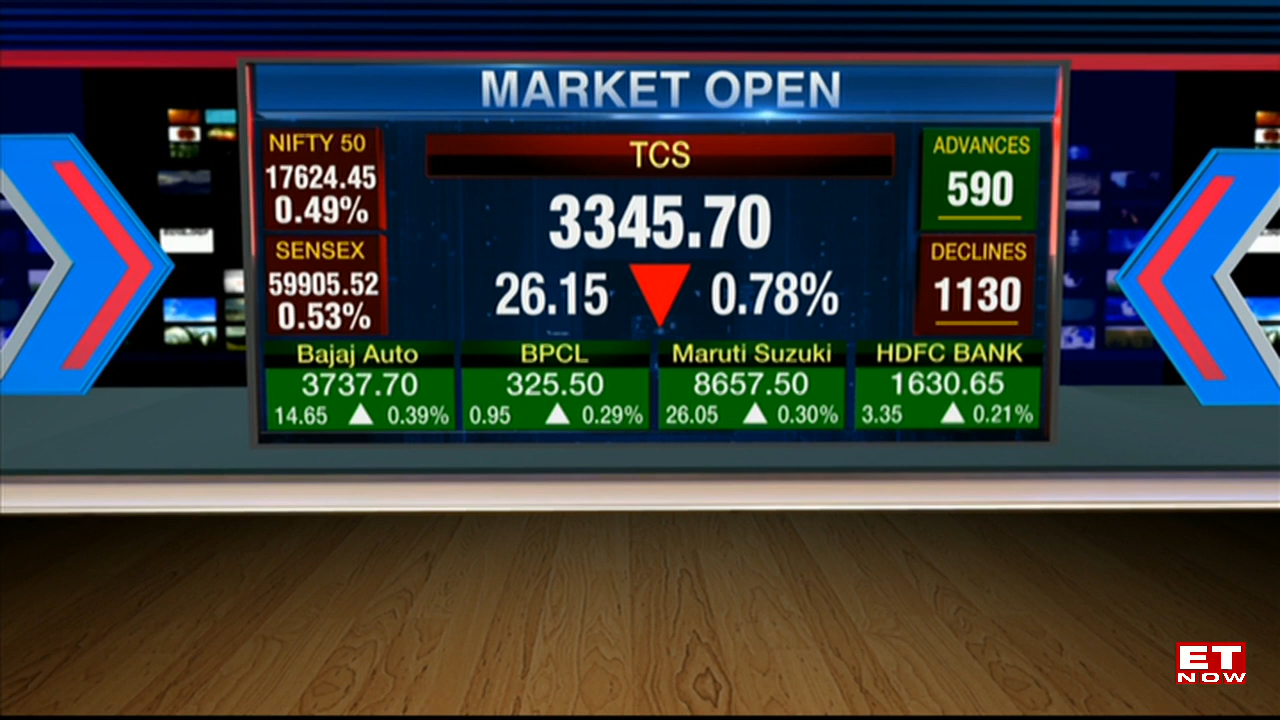 MARKET OPEN
NIFTY 50
17624.45
0.49%
SENSEX
59905.52
0.53%
TCS
3345.70
26.15 0.78%
ADVANCES
590
DECLINES
1130
Bajaj Auto
3737.70
14.65 0.39%
BPCL
325.50
0.95 0.29%
Maruti Suzuki
8657.50
26.05 0.30%
HDFC BANK
1630.65
3.35 0.21%
ET
NOW